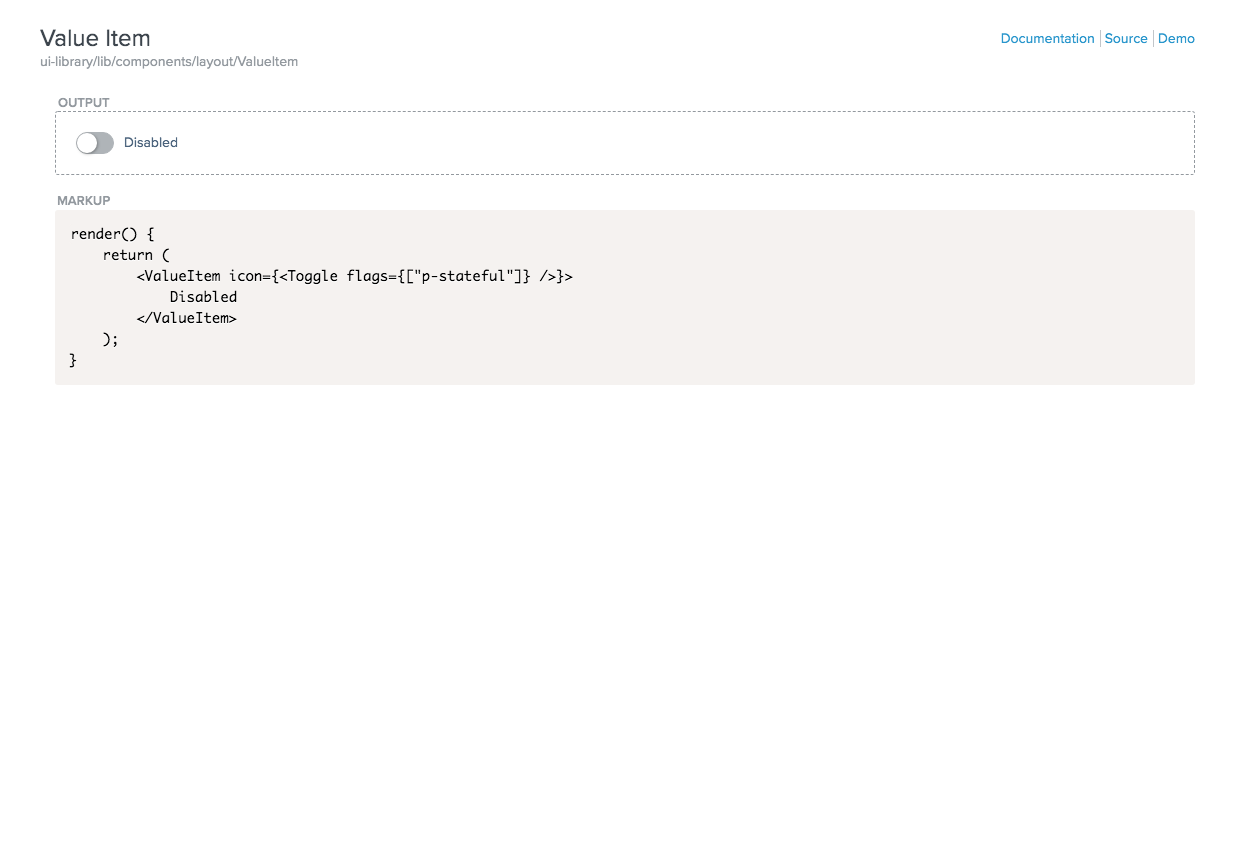 Value Item
Documentation Source Demo
ui-library/lib/components/layout/ValueItem
OUTPUT
Disabled
MARKUP
render() {
    return (
        <ValueItem icon={<Toggle flags={["p-stateful"]} />}>
            Disabled
        </ValueItem>
    );
}